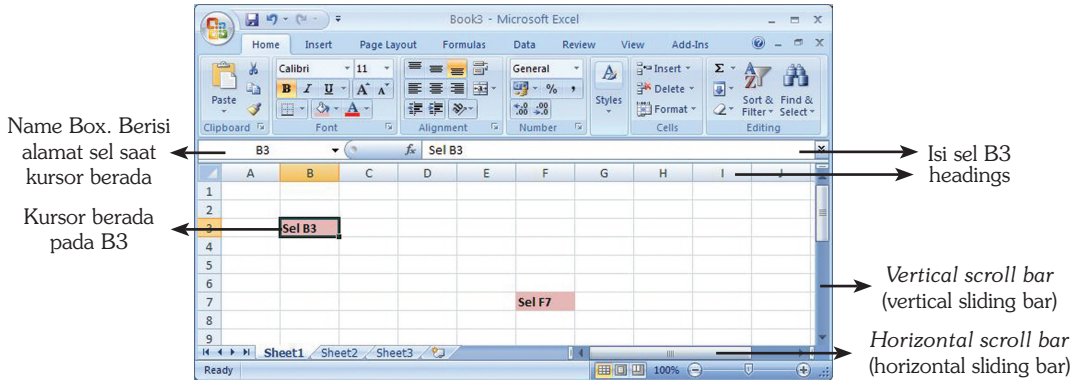 Book3 - Microsoft Excel
Home Insert Page Layout Formulas Data Review View Add-Ins
Paste
Calibri 11
B I U A A
General
% ,
Styles
Insert
Delete
Format
Σ
Sort & Filter
Find & Select
Clipboard Font Alignment Number Cells Editing
B3 fx Sel B3
A B C D E F G H I J
1
2
3 Sel B3
4
5
6
7 Sel F7
8
9
Sheet1 Sheet2 Sheet3
Ready 100%
Name Box. Berisi
alamat sel saat
kursor berada
Kursor berada
pada B3
Isi sel B3
headings
Vertical scroll bar
(vertical sliding bar)
Horizontal scroll bar
(horizontal sliding bar)